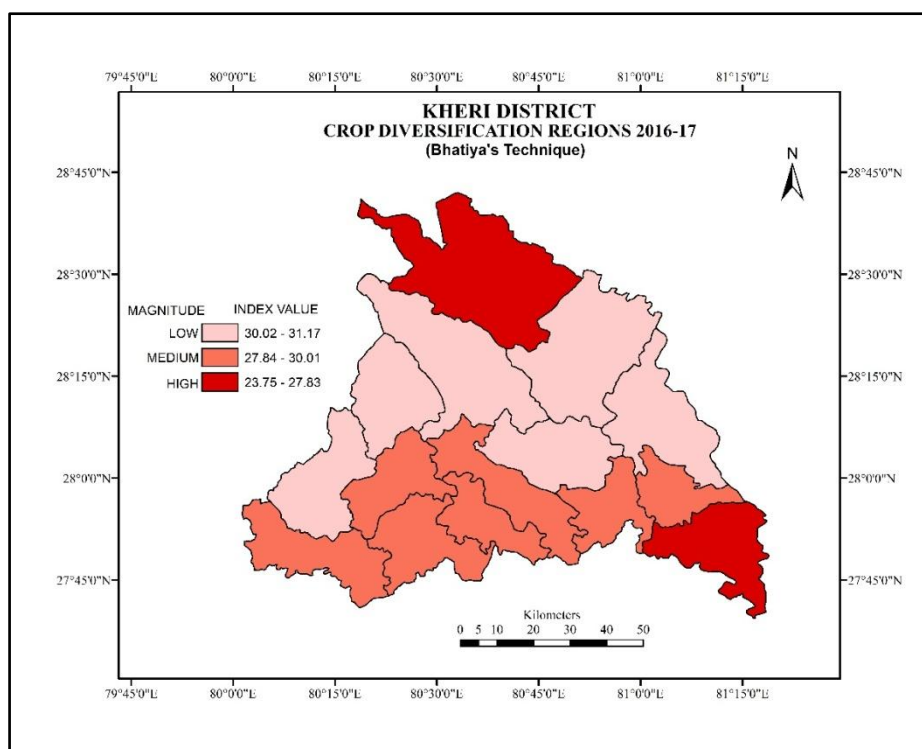 KHERI DISTRICT
CROP DIVERSIFICATION REGIONS 2016-17
(Bhatiya's Technique)
79°45'0"E 80°0'0"E 80°15'0"E 80°30'0"E 80°45'0"E 81°0'0"E 81°15'0"E
N
28°45'0"N 28°45'0"N
28°30'0"N 28°30'0"N
MAGNITUDE INDEX VALUE
LOW 30.02 - 31.17
MEDIUM 27.84 - 30.01
HIGH 23.75 - 27.83
28°15'0"N 28°15'0"N
28°0'0"N 28°0'0"N
27°45'0"N 27°45'0"N
Kilometers
0 5 10 20 30 40 50
79°45'0"E 80°0'0"E 80°15'0"E 80°30'0"E 80°45'0"E 81°0'0"E 81°15'0"E